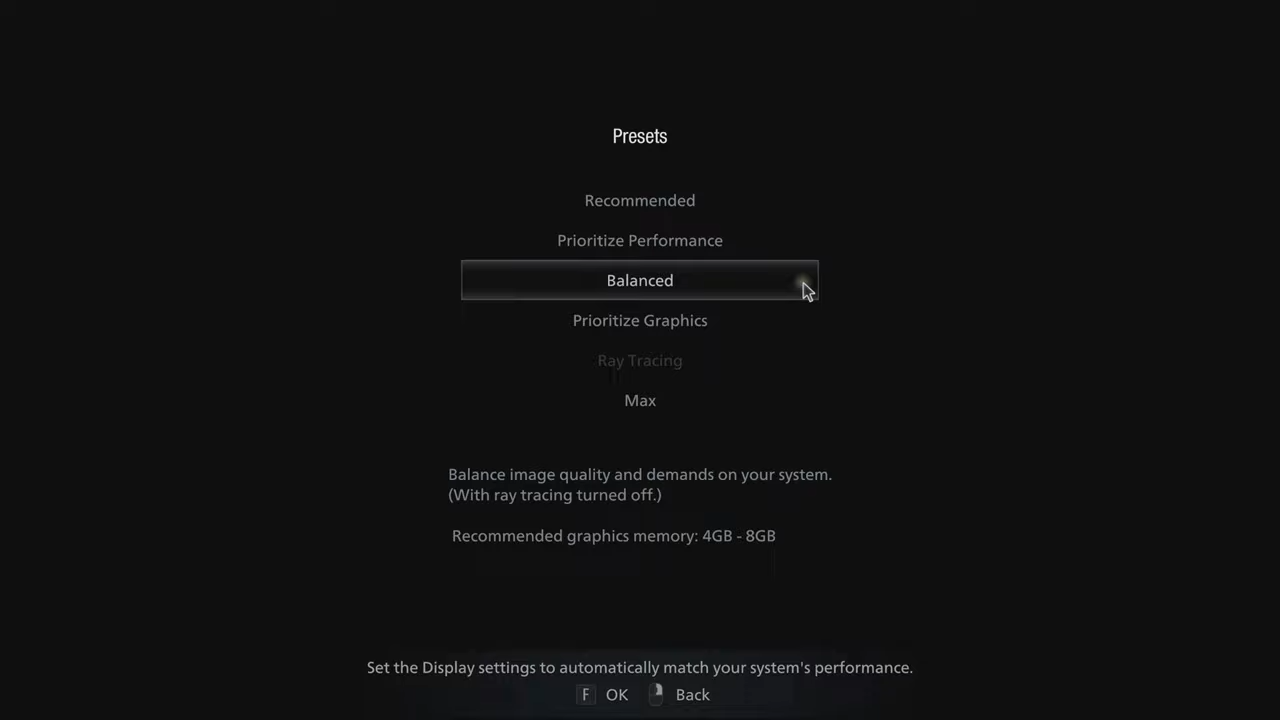 Presets
Recommended
Prioritize Performance
Balanced
Prioritize Graphics
Ray Tracing
Max
Balance image quality and demands on your system.
(With ray tracing turned off.)
Recommended graphics memory: 4GB - 8GB
Set the Display settings to automatically match your system's performance.
F OK Back